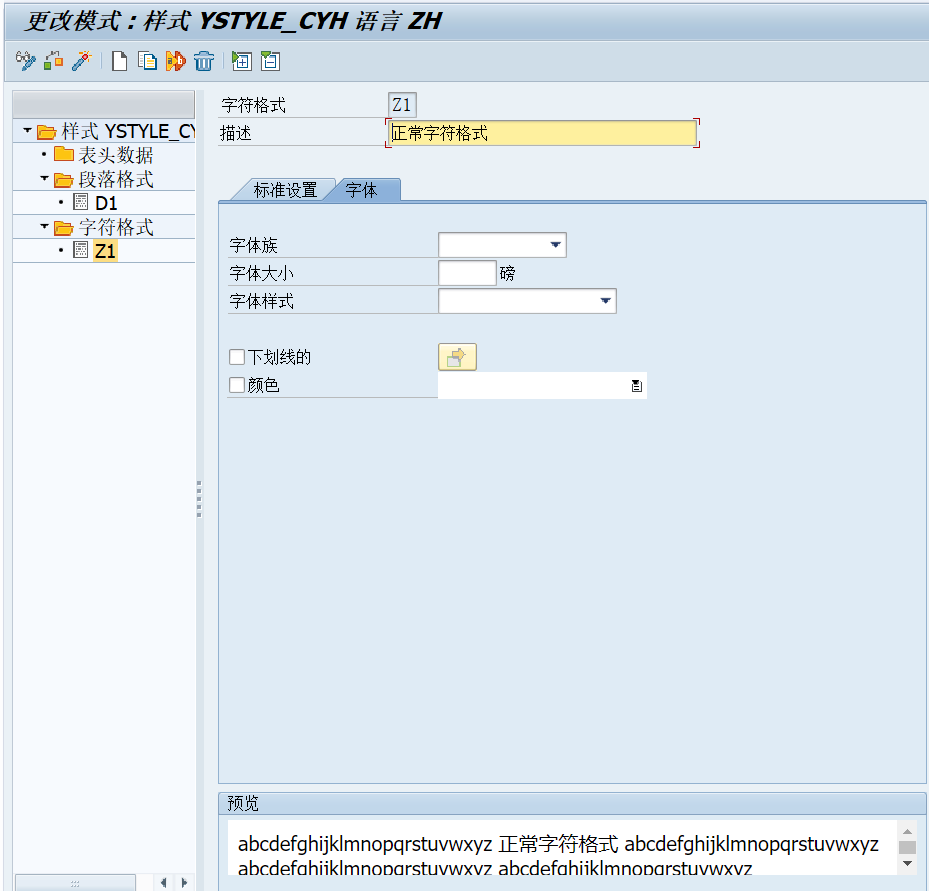 更改模式：样式 YSTYLE_CYH 语言 ZH
样式 YSTYLE_CY
表头数据
段落格式
D1
字符格式
Z1
字符格式 Z1
描述 正常字符格式
标准设置 字体
字体族
字体大小 磅
字体样式
下划线的
颜色
预览
abcdefghijklmnopqrstuvwxyz 正常字符格式 abcdefghijklmnopqrstuvwxyz
abcdefghijklmnopqrstuvwxyz abcdefghijklmnopqrstuvwxyz